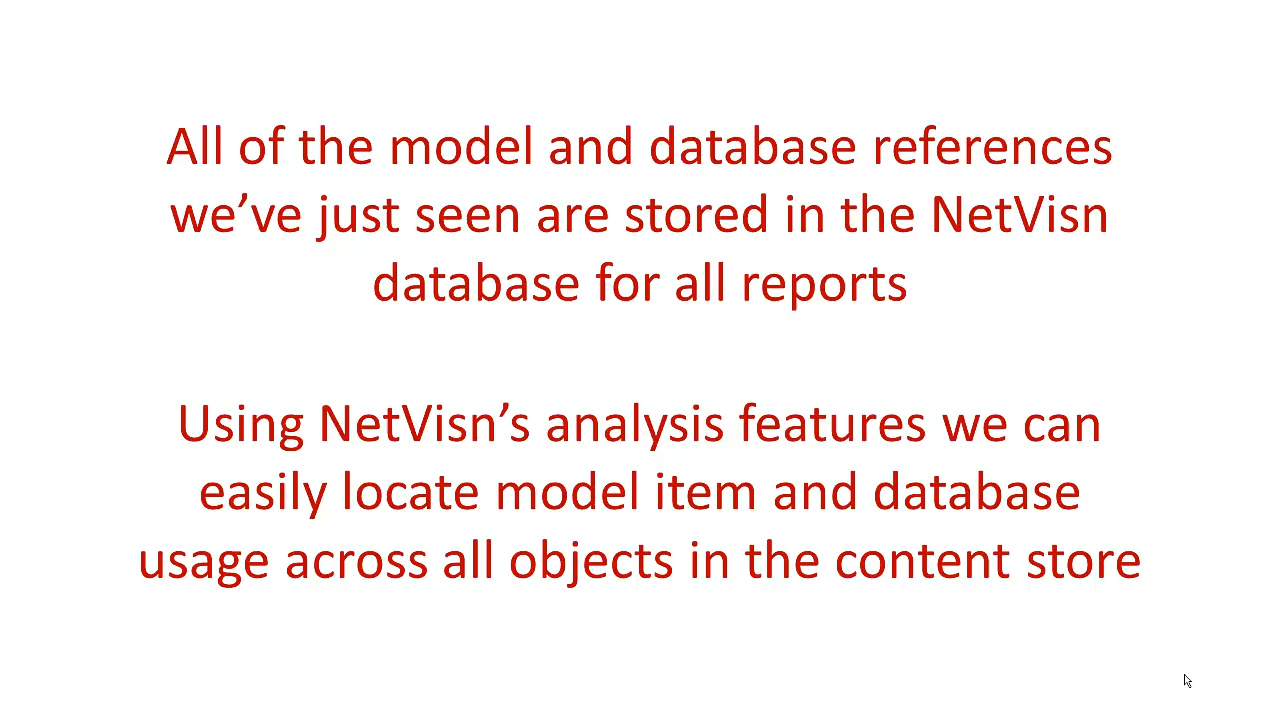 All of the model and database references
we’ve just seen are stored in the NetVisn
database for all reports
Using NetVisn’s analysis features we can
easily locate model item and database
usage across all objects in the content store